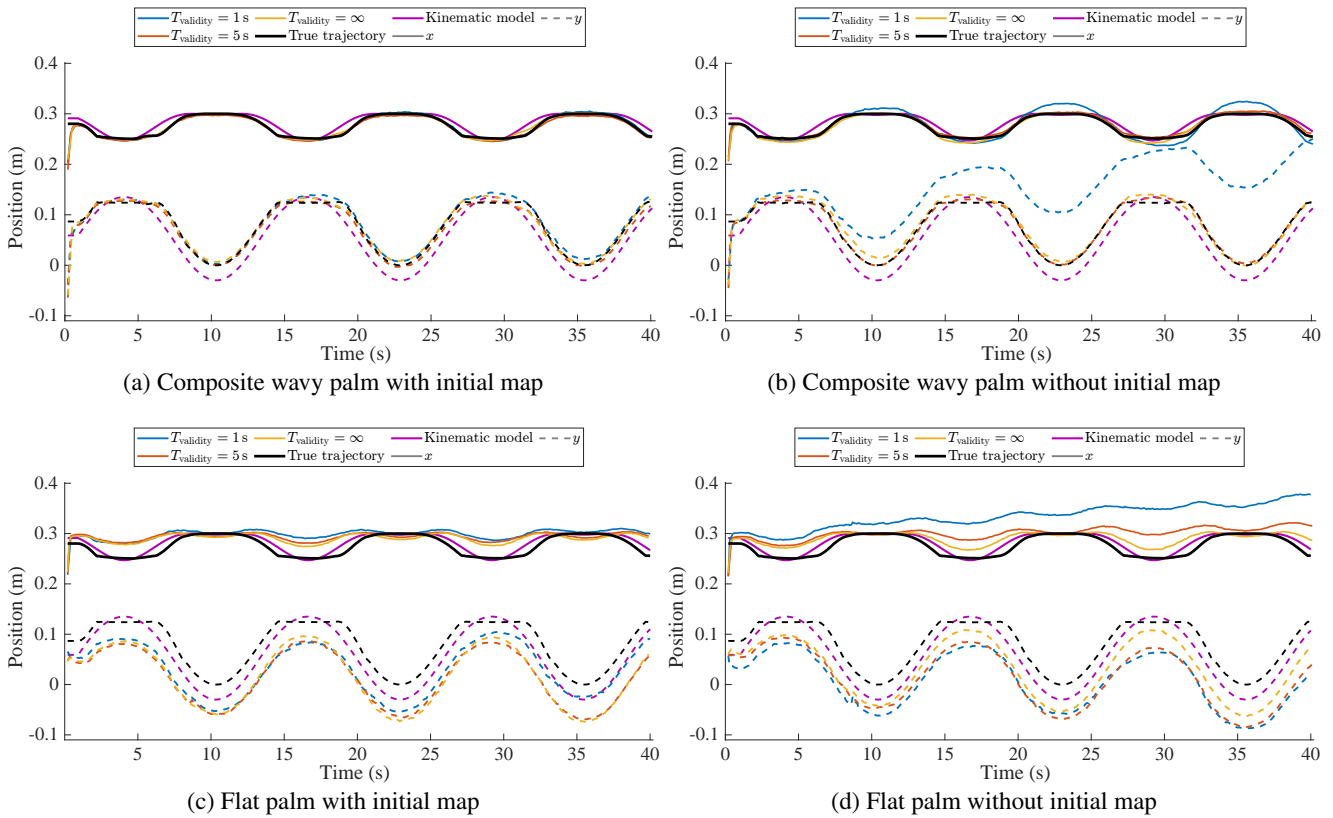 T_validity = 1 s T_validity = ∞ Kinematic model y
T_validity = 5 s True trajectory x
0.4
0.3
0.2
0.1
0
-0.1
Position (m)
0 5 10 15 20 25 30 35 40
Time (s)
(a) Composite wavy palm with initial map
T_validity = 1 s T_validity = ∞ Kinematic model y
T_validity = 5 s True trajectory x
0.4
0.3
0.2
0.1
0
-0.1
Position (m)
0 5 10 15 20 25 30 35 40
Time (s)
(b) Composite wavy palm without initial map
T_validity = 1 s T_validity = ∞ Kinematic model y
T_validity = 5 s True trajectory x
0.4
0.3
0.2
0.1
0
-0.1
Position (m)
5 10 15 20 25 30 35 40
Time (s)
(c) Flat palm with initial map
T_validity = 1 s T_validity = ∞ Kinematic model y
T_validity = 5 s True trajectory x
0.4
0.3
0.2
0.1
0
-0.1
Position (m)
0 5 10 15 20 25 30 35 40
Time (s)
(d) Flat palm without initial map